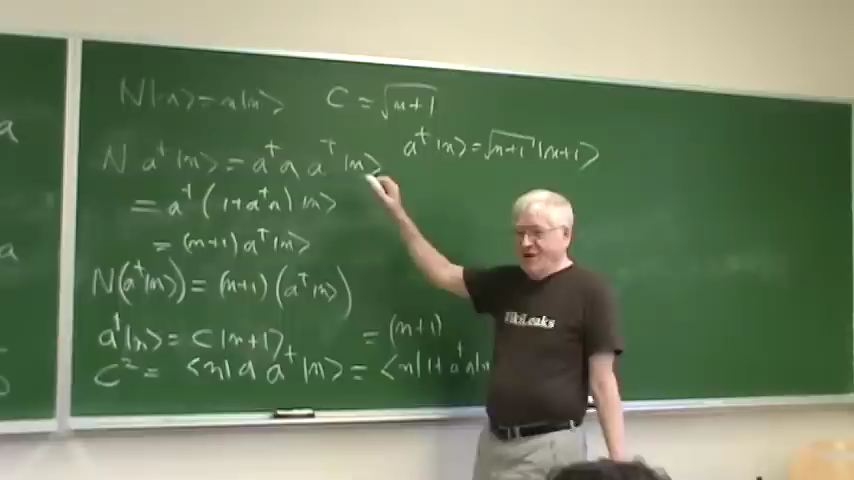 N|n> = n|n>
C = √n+1
a† |n> = √n+1 |n+1>
N a† |n> = a† a a† |n>
= a† (1+a†a) |n>
= (n+1) a† |n>
N(a†|n>) = (n+1) (a† |n>)
a†|n> = C |n+1>
= (n+1)
C² = <n| a a† |n> = <n|1+a†a|n
WikiLeaks
a
a